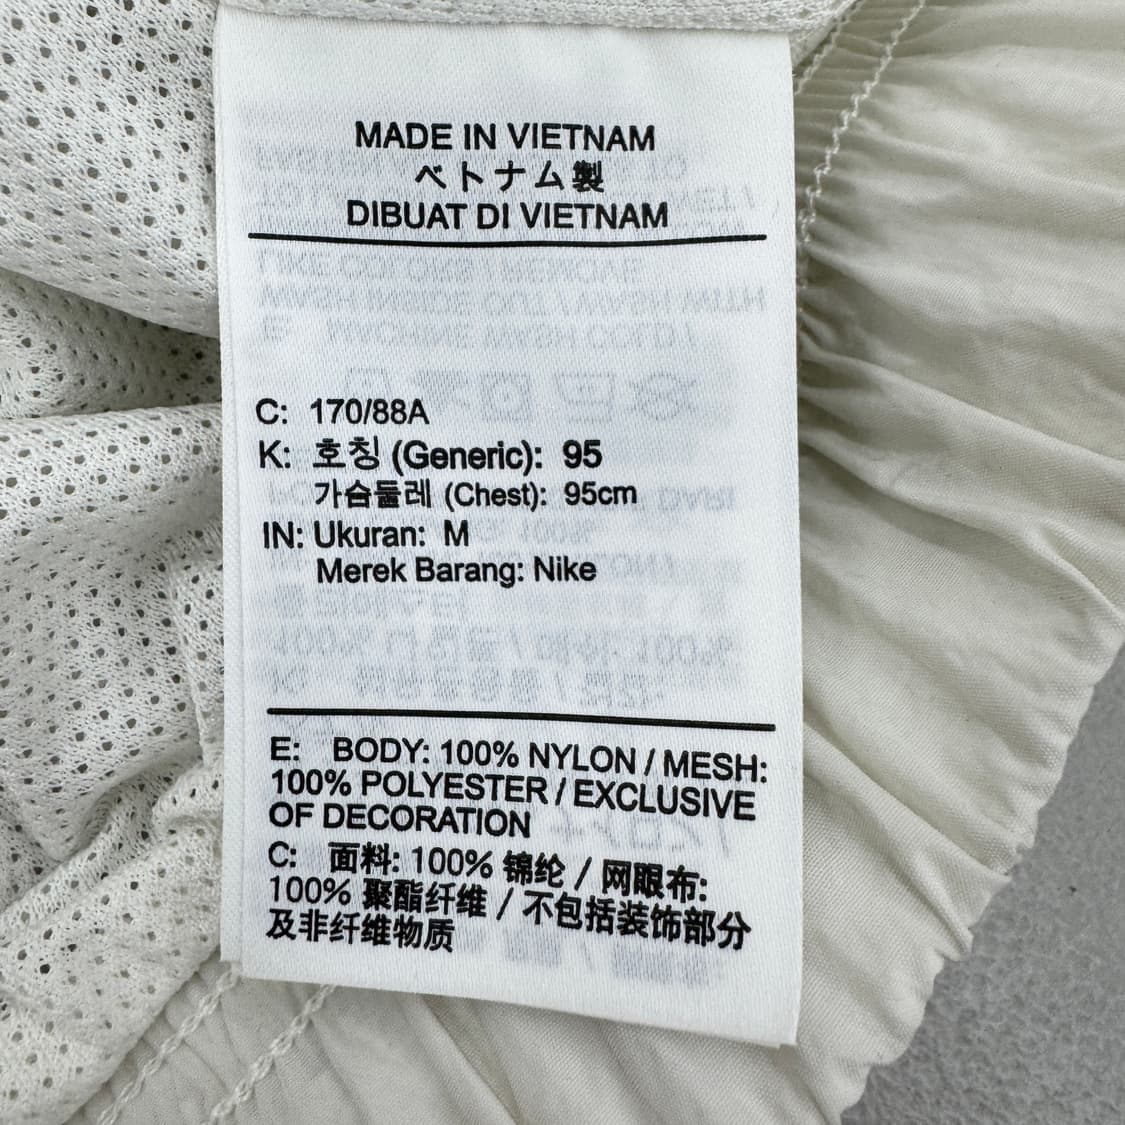 MADE IN VIETNAM
ベトナム製
DIBUAT DI VIETNAM
C: 170/88A
K: 호칭 (Generic): 95
가슴둘레 (Chest): 95cm
IN: Ukuran: M
Merek Barang: Nike
E: BODY: 100% NYLON / MESH:
100% POLYESTER / EXCLUSIVE
OF DECORATION
C: 面料: 100% 锦纶 / 网眼布:
100% 聚酯纤维 / 不包括装饰部分
及非纤维物质